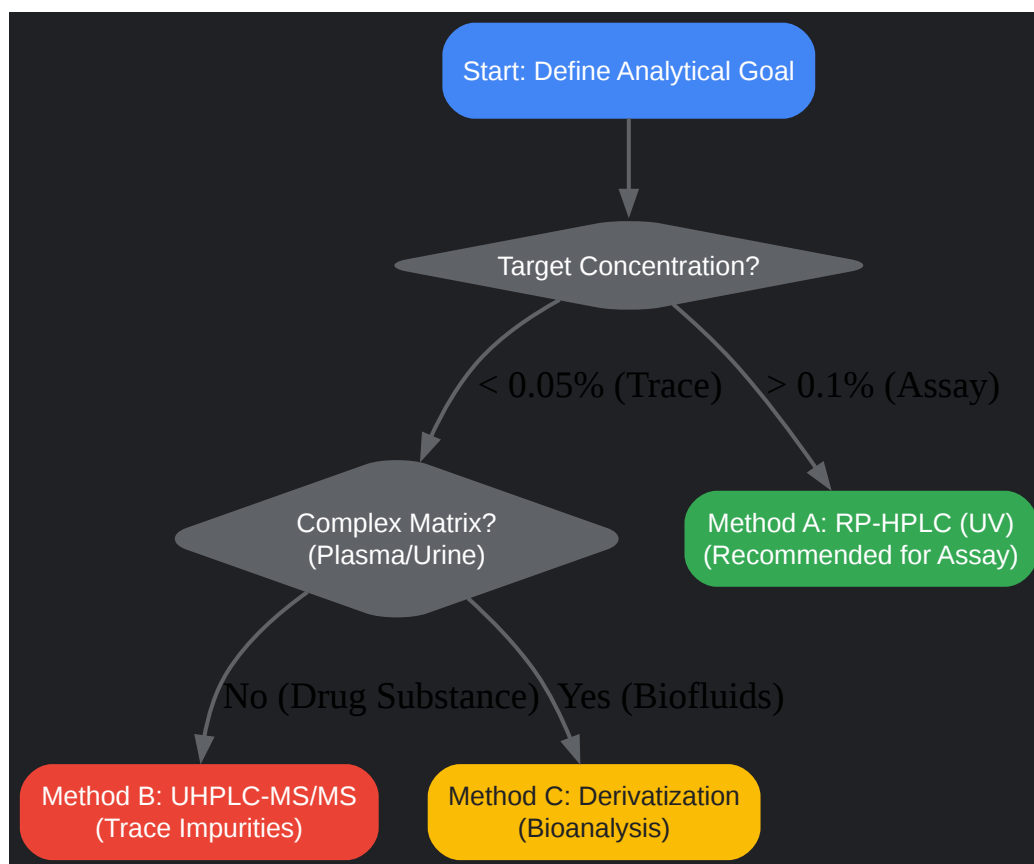 Start: Define Analytical Goal
Target Concentration?
< 0.05% (Trace)
> 0.1% (Assay)
Complex Matrix?
(Plasma/Urine)
Method A: RP-HPLC (UV)
(Recommended for Assay)
No (Drug Substance)
Yes (Biofluids)
Method B: UHPLC-MS/MS
(Trace Impurities)
Method C: Derivatization
(Bioanalysis)